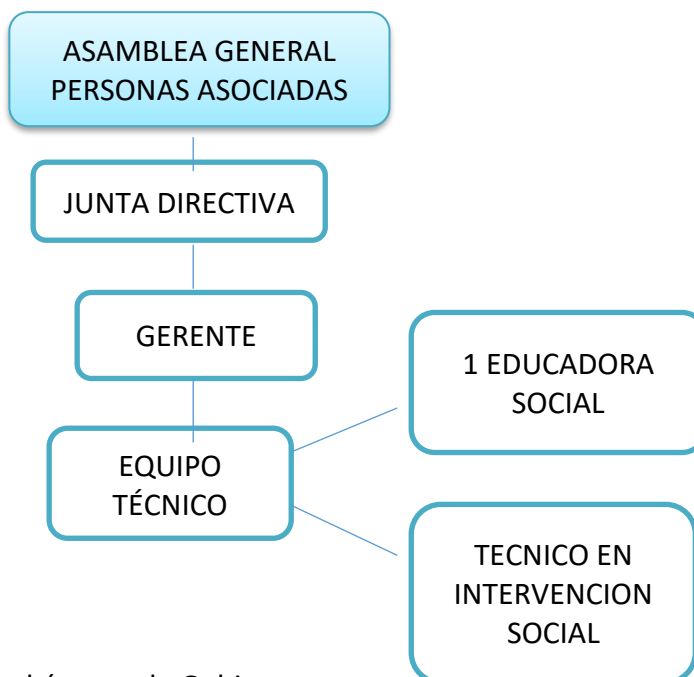 ASAMBLEA GENERAL
PERSONAS ASOCIADAS
JUNTA DIRECTIVA
GERENTE
1 EDUCADORA
SOCIAL
EQUIPO
TÉCNICO
TECNICO EN
INTERVENCION
SOCIAL